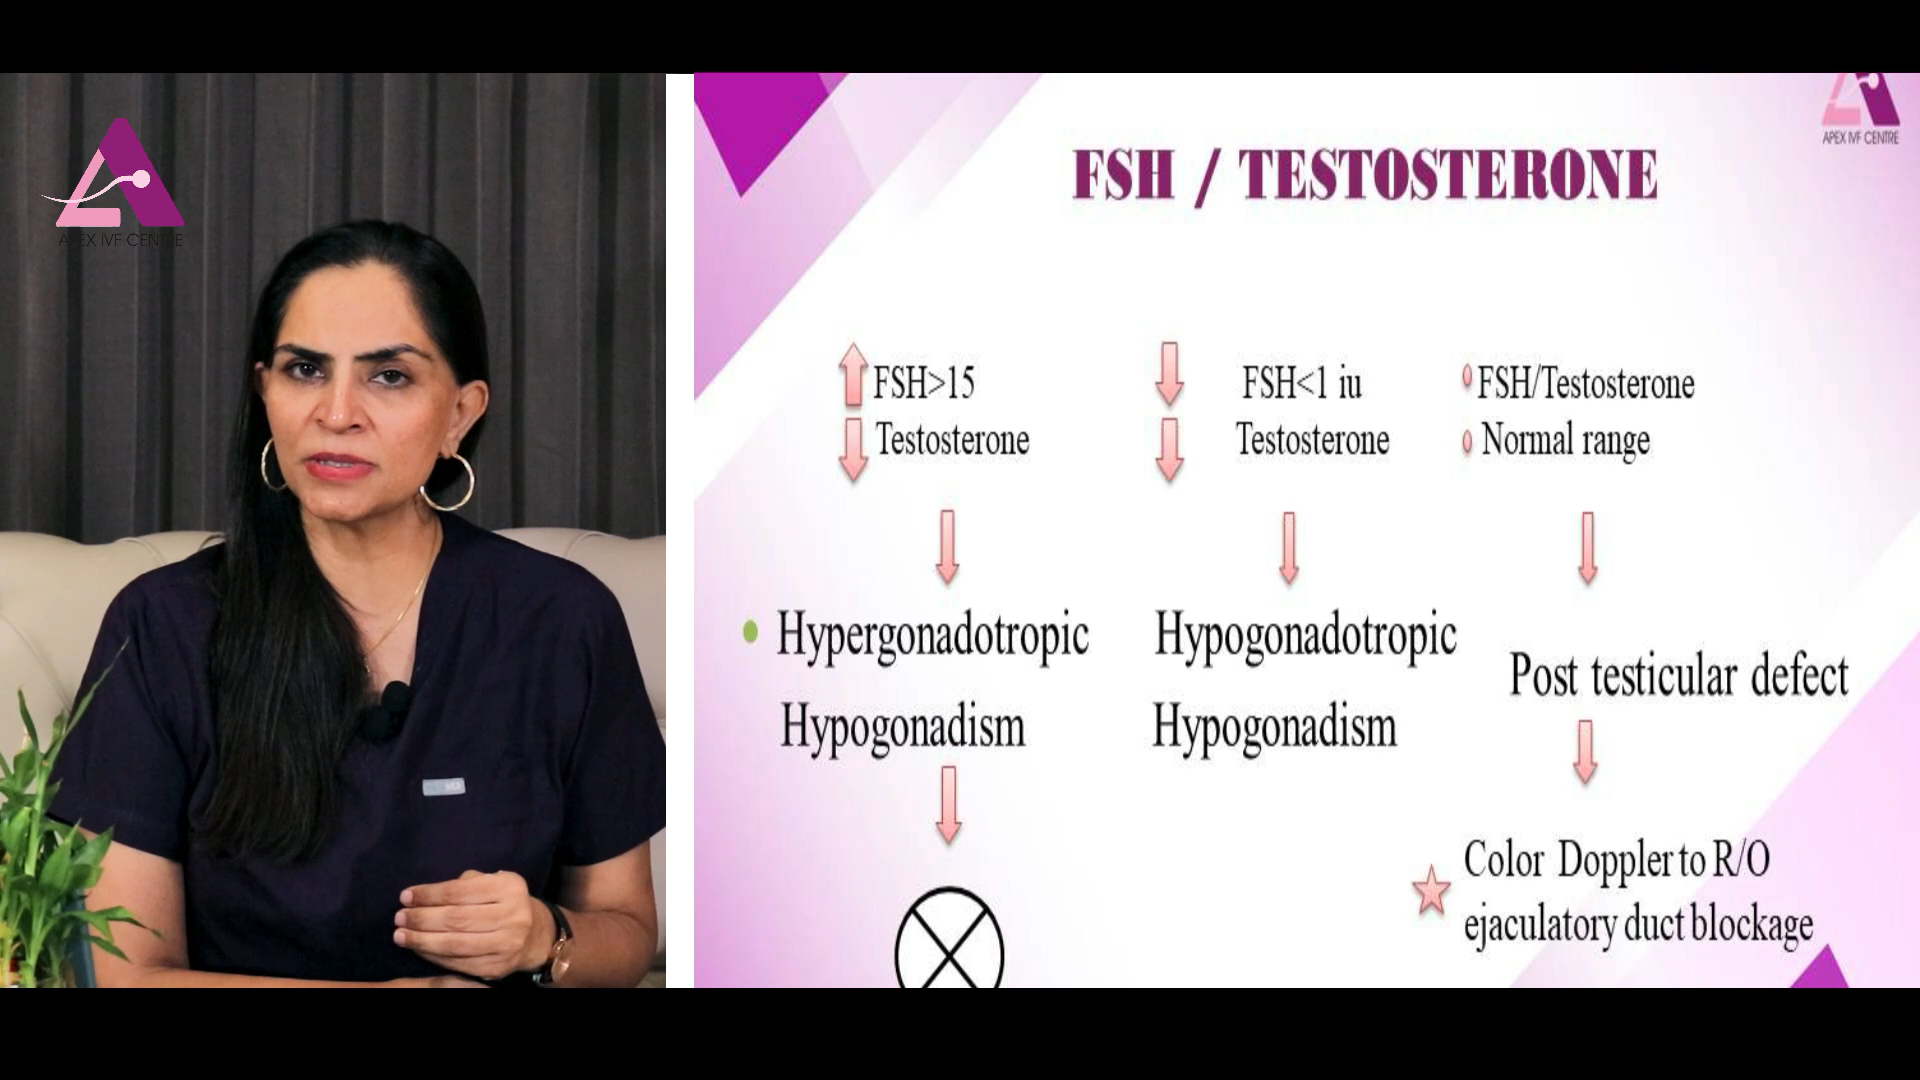 APEX IVF CENTRE
APEX IVF CENTRE
FSH / TESTOSTERONE
FSH>15
Testosterone
FSH<1 iu
Testosterone
FSH/Testosterone
Normal range
Hypergonadotropic
Hypogonadism
Hypogonadotropic
Hypogonadism
Post testicular defect
Color Doppler to R/O
ejaculatory duct blockage